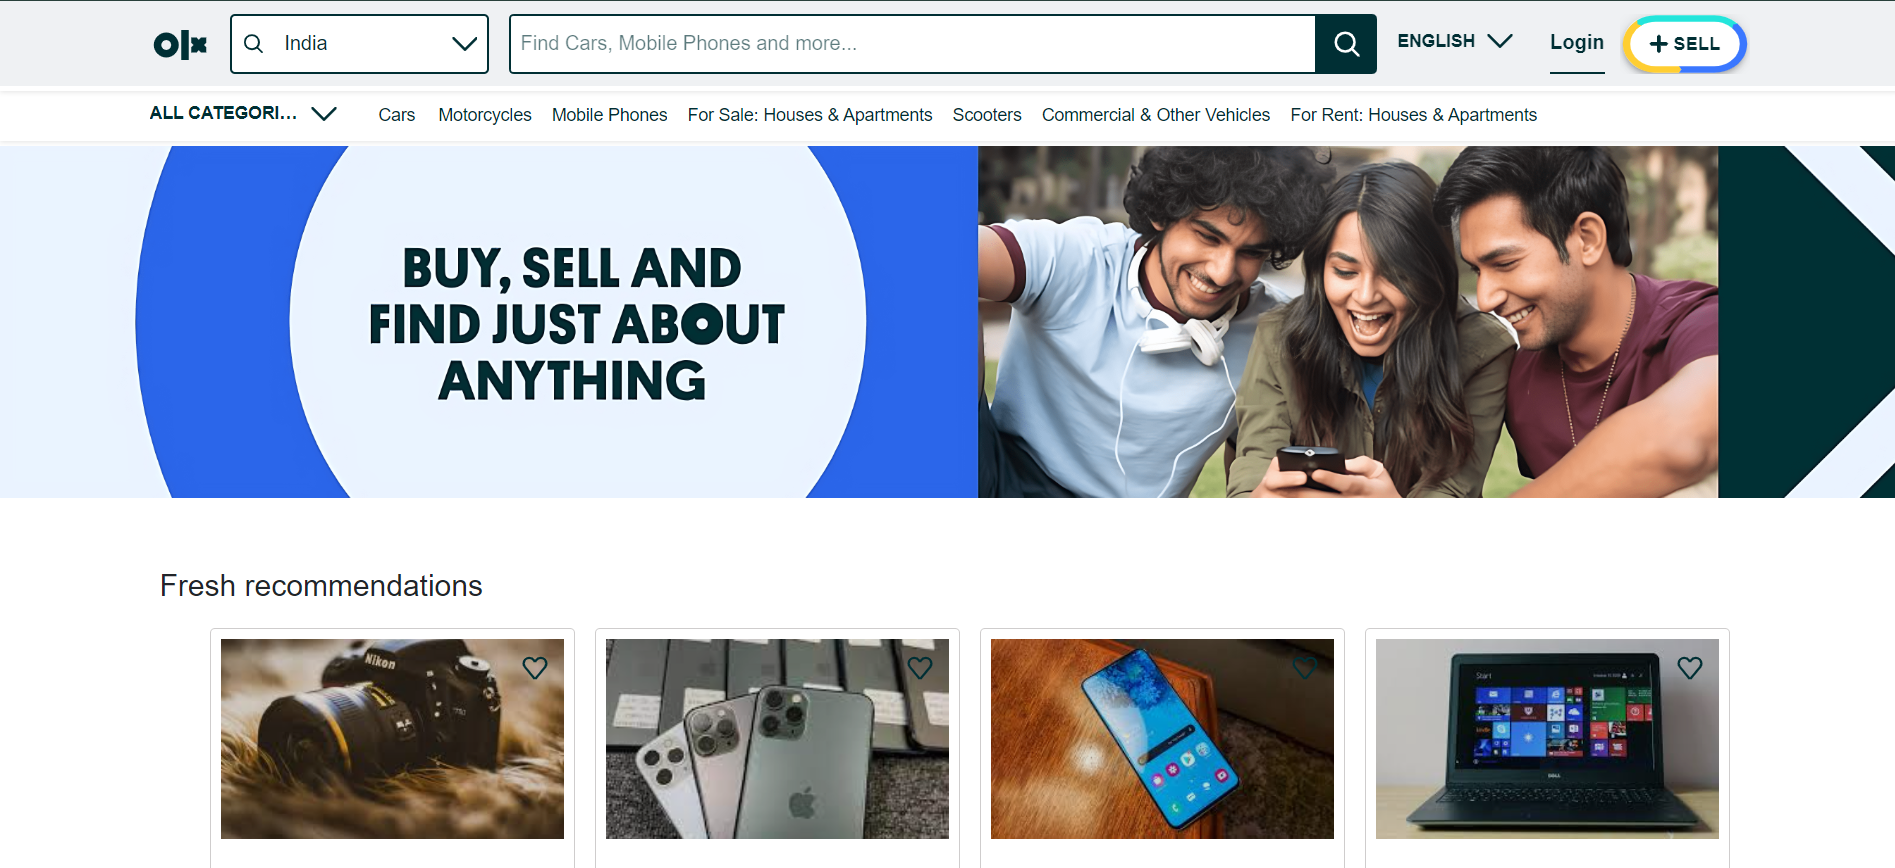 olx
India
Find Cars, Mobile Phones and more...
ENGLISH
Login
+ SELL
ALL CATEGORI...
Cars
Motorcycles
Mobile Phones
For Sale: Houses & Apartments
Scooters
Commercial & Other Vehicles
For Rent: Houses & Apartments
BUY, SELL AND
FIND JUST ABOUT
ANYTHING
Fresh recommendations
Nikon
Start
DELL